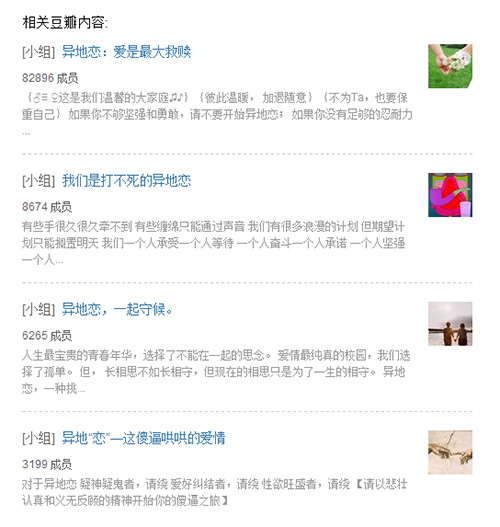 相关豆瓣内容:
[小组] 异地恋：爱是最大救赎
82896 成员
｛♂≡♀这是我们温馨的大家庭♫♪｝｛彼此温暖，加退随意｝｛不为Ta，也要保
重自己｝如果你不够坚强和勇敢，请不要开始异地恋； 如果你没有足够的忍耐力
...
[小组] 我们是打不死的异地恋
8674 成员
有些手很久很久牵不到 有些缠绵只能通过声音 我们有很多浪漫的计划 但期望计
划只能搁置明天 我们一个人承受一个人等待 一个人奋斗一个人承诺 一个人坚强
一个人...
[小组] 异地恋，一起守候。
6265 成员
人生最宝贵的青春年华，选择了不能在一起的思念。 爱情最纯真的校园，我们选
择了孤单。 但， 长相思不如长相守，但现在的相思只是为了一生的相守。 异地
恋，一种挑...
[小组] 异地“恋”—这傻逼哄哄的爱情
3199 成员
对于异地恋 疑神疑鬼者，请绕 爱好纠结者，请绕 性欲旺盛者，请绕 【请以悲壮
认真和义无反顾的精神开始你的傻逼之旅】